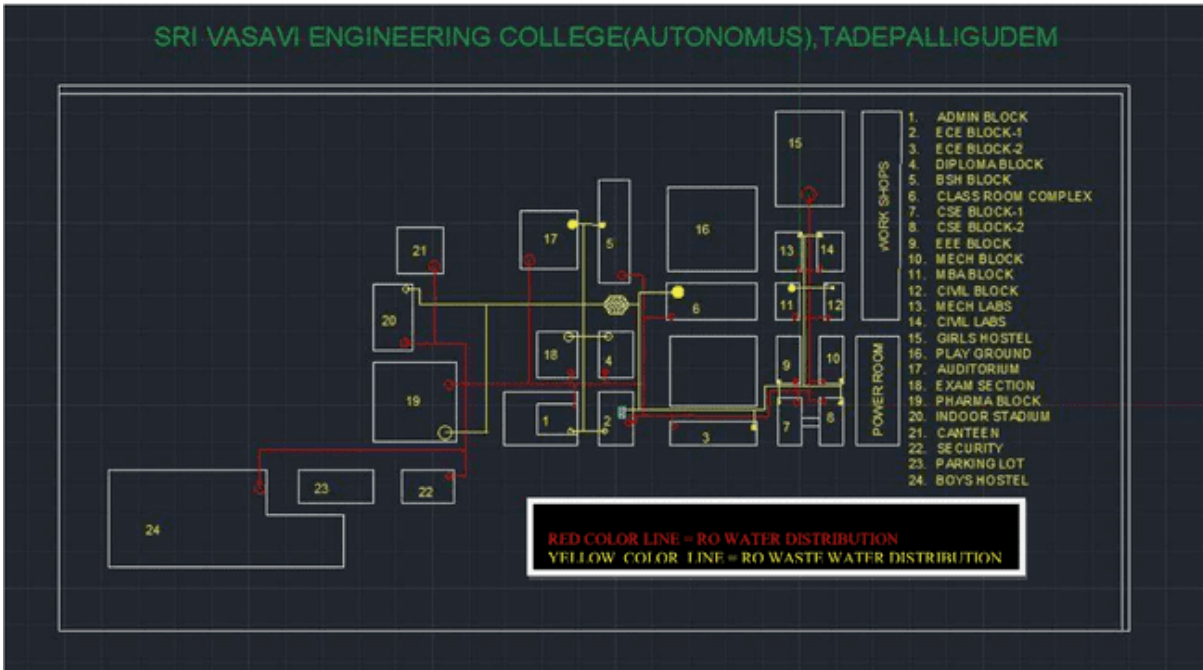 SRI VASAVI ENGINEERING COLLEGE(AUTONOMUS),TADEPALLIGUDEM
1. ADMIN BLOCK
2. ECE BLOCK-1
3. ECE BLOCK-2
4. DIPLOMA BLOCK
5. BSH BLOCK
6. CLASS ROOM COMPLEX
7. CSE BLOCK-1
8. CSE BLOCK-2
9. EEE BLOCK
10. MECH BLOCK
11. MBA BLOCK
12. CIVIL BLOCK
13. MECH LABS
14. CIVIL LABS
15. GIRLS HOSTEL
16. PLAY GROUND
17. AUDITORIUM
18. EXAM SECTION
19. PHARMA BLOCK
20. INDOOR STADIUM
21. CANTEEN
22. SECURITY
23. PARKING LOT
24. BOYS HOSTEL
WORK SHOPS
POWER ROOM
15
16
17
5
13
14
21
6
11
12
20
18
4
9
10
19
1
2
3
7
8
23
22
24
RED COLOR LINE = RO WATER DISTRIBUTION
YELLOW COLOR LINE = RO WASTE WATER DISTRIBUTION